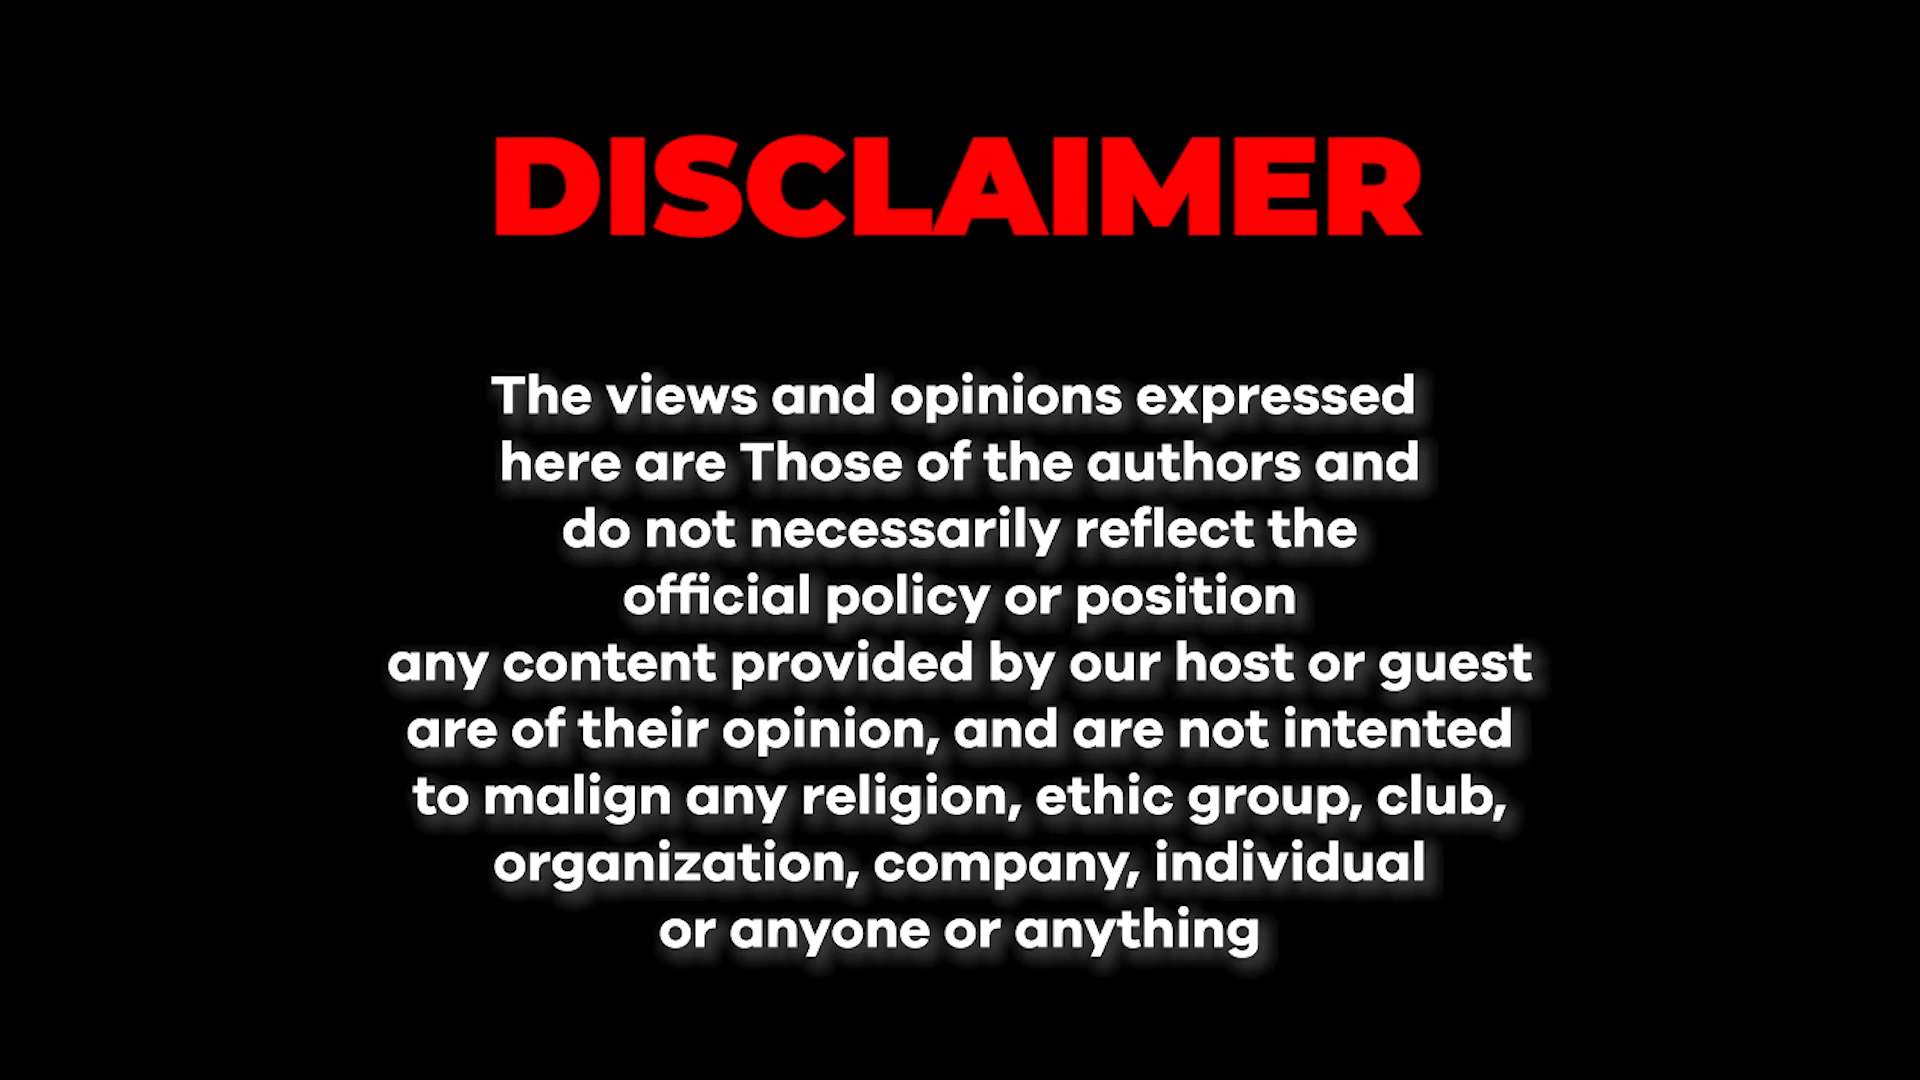 DISCLAIMER
The views and opinions expressed
here are Those of the authors and
do not necessarily reflect the
official policy or position
any content provided by our host or guest
are of their opinion, and are not intented
to malign any religion, ethic group, club,
organization, company, individual
or anyone or anything